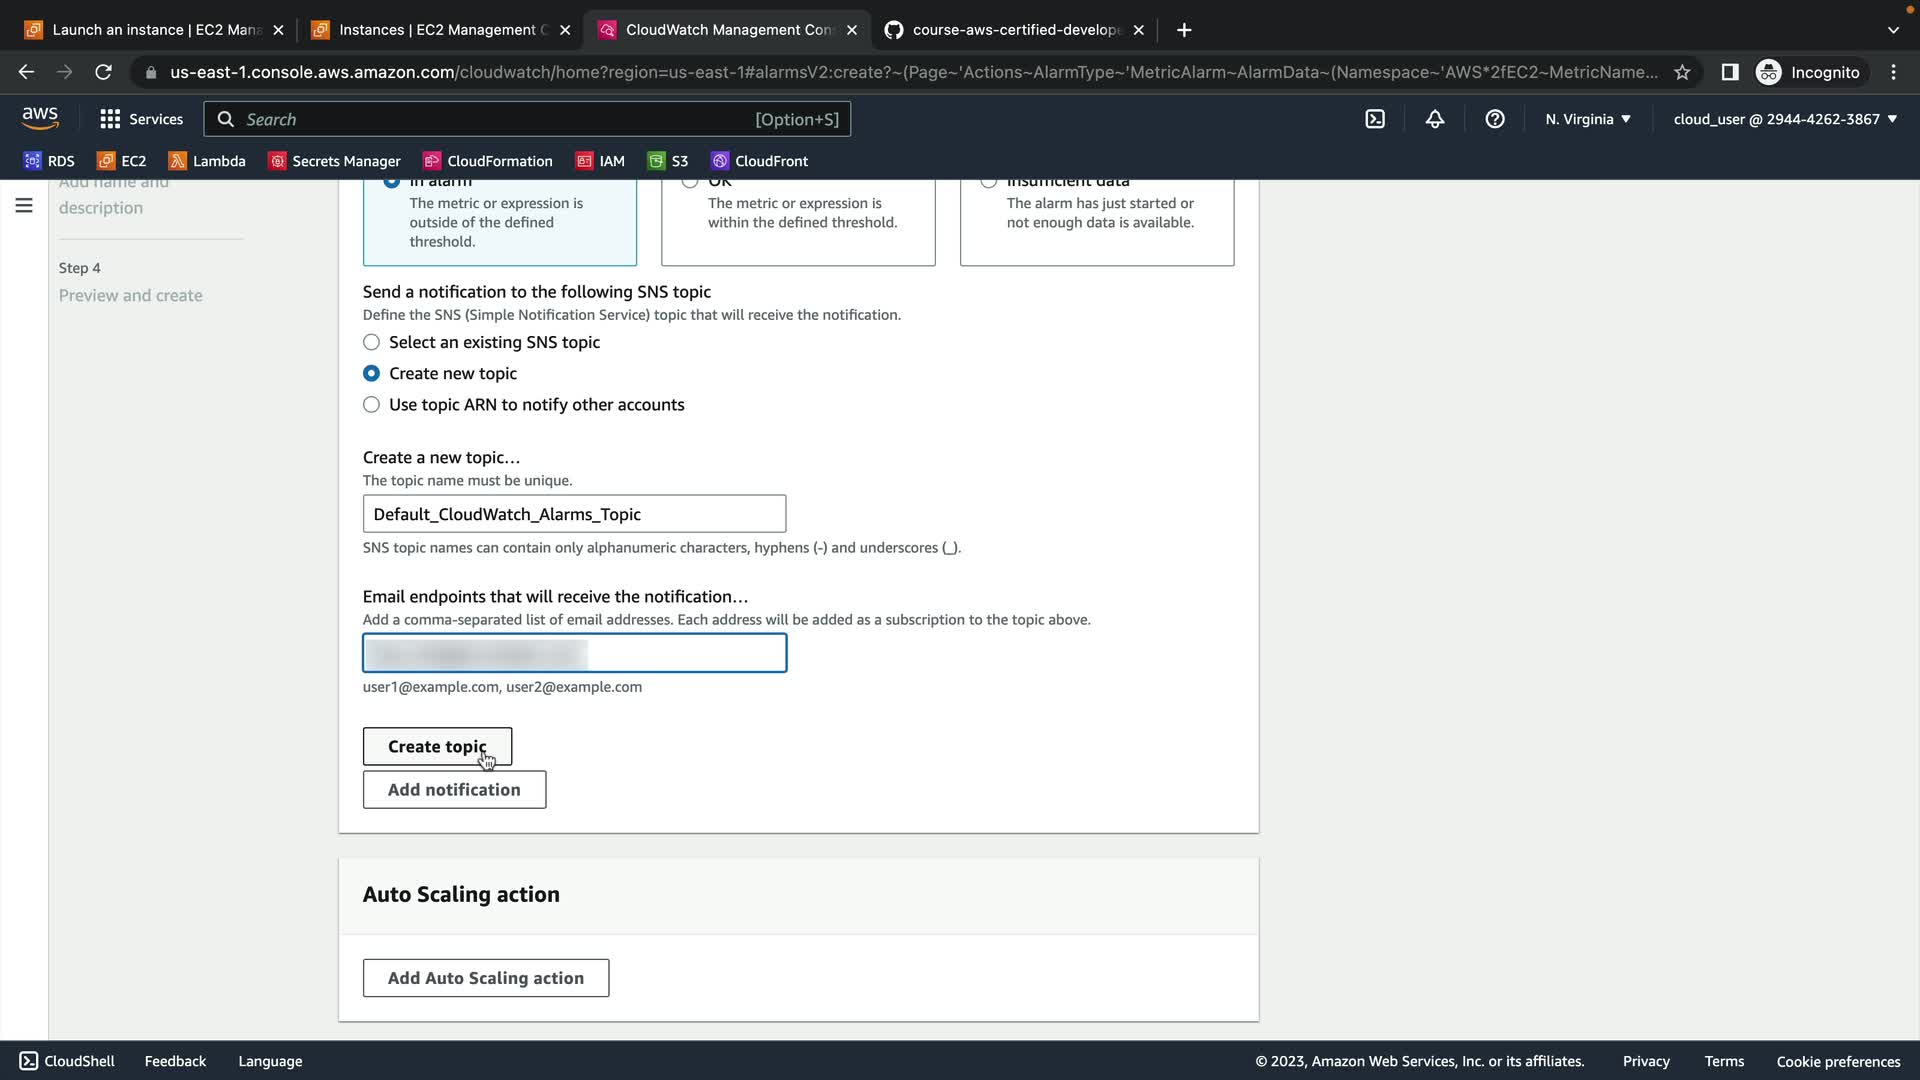 Launch an instance | EC2 Mana
Instances | EC2 Management C
CloudWatch Management Con
course-aws-certified-develope
us-east-1.console.aws.amazon.com/cloudwatch/home?region=us-east-1#alarmsV2:create?~(Page~'Actions~AlarmType~'MetricAlarm~AlarmData~(Namespace~'AWS*2fEC2~MetricName...
Incognito
aws
Services
Search
[Option+S]
N. Virginia
cloud_user @ 2944-4262-3867
RDS
EC2
Lambda
Secrets Manager
CloudFormation
IAM
S3
CloudFront
Add name and
description
Step 4
Preview and create
In alarm
The metric or expression is
outside of the defined
threshold.
OK
The metric or expression is
within the defined threshold.
Insufficient data
The alarm has just started or
not enough data is available.
Send a notification to the following SNS topic
Define the SNS (Simple Notification Service) topic that will receive the notification.
Select an existing SNS topic
Create new topic
Use topic ARN to notify other accounts
Create a new topic…
The topic name must be unique.
Default_CloudWatch_Alarms_Topic
SNS topic names can contain only alphanumeric characters, hyphens (-) and underscores (_).
Email endpoints that will receive the notification…
Add a comma-separated list of email addresses. Each address will be added as a subscription to the topic above.
user1@example.com, user2@example.com
Create topic
Add notification
Auto Scaling action
Add Auto Scaling action
CloudShell
Feedback
Language
© 2023, Amazon Web Services, Inc. or its affiliates.
Privacy
Terms
Cookie preferences